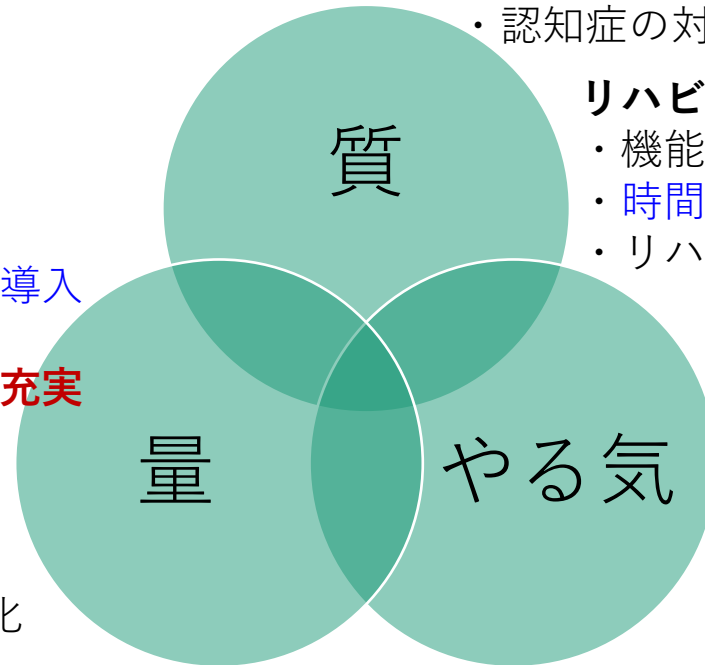 ・認知症の対
リハビ
・機能
・時間
・リハ
質
導入
充実
量
やる気
化